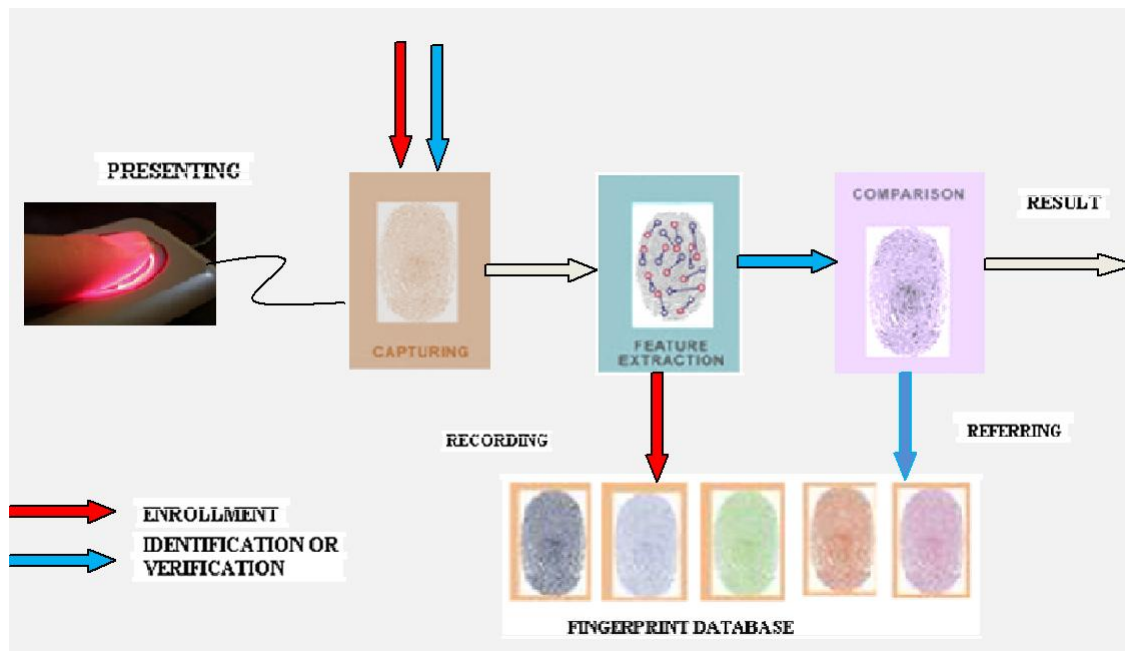 PRESENTING
CAPTURING
FEATURE
EXTRACTION
COMPARISON
RESULT
RECORDING
REFERRING
ENROLLMENT
IDENTIFICATION OR
VERIFICATION
FINGERPRINT DATABASE